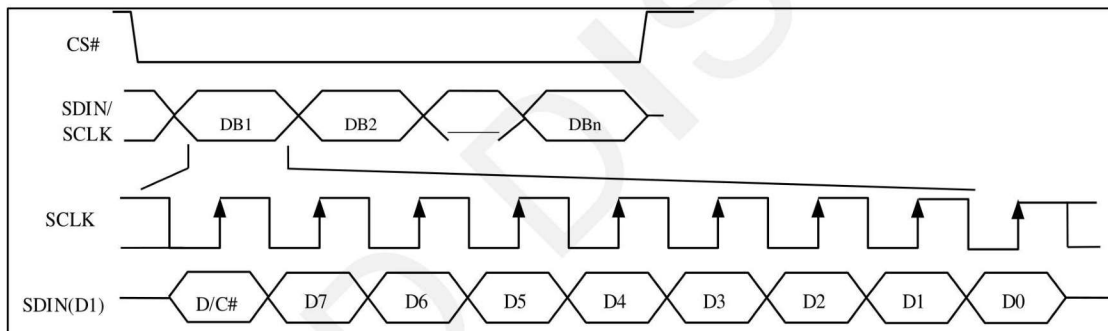 CS#
SDIN/
SCLK
DB1 DB2 DBn
SCLK
SDIN(D1) D/C# D7 D6 D5 D4 D3 D2 D1 D0